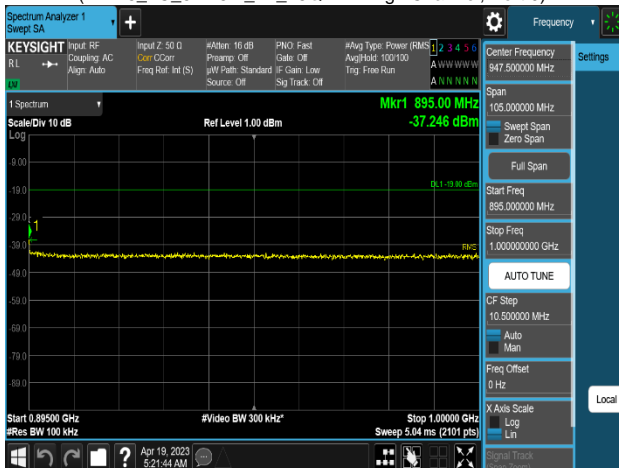 Spectrum Analyzer 1
Swept SA
+
Frequency
KEYSIGHT
RL
Input: RF
Coupling: AC
Align: Auto
Input Z: 50 Ω
Corr CCorr
Freq Ref: Int (S)
#Atten: 16 dB
Preamp: Off
µW Path: Standard
Source: Off
PNO: Fast
Gate: Off
IF Gain: Low
Sig Track: Off
#Avg Type: Power (RMS
Avg|Hold: 100/100
Trig: Free Run
1 2 3 4 5 6
A WW WW W
A N N N N N
1 Spectrum
Scale/Div 10 dB
Log
Ref Level 1.00 dBm
Mkr1 895.00 MHz
-37.246 dBm
-9.00
-19.0
DL1 -19.00 dBm
-29.0
1
-39.0
RMS
-49.0
-59.0
-69.0
-79.0
-89.0
Start 0.89500 GHz
#Res BW 100 kHz
#Video BW 300 kHz*
Stop 1.00000 GHz
Sweep 5.04 ms (2101 pts)
?
Apr 19, 2023
5:21:44 AM
Center Frequency
947.500000 MHz
Settings
Span
105.000000 MHz
Swept Span
Zero Span
Full Span
Start Freq
895.000000 MHz
Stop Freq
1.000000000 GHz
AUTO TUNE
CF Step
10.500000 MHz
Auto
Man
Freq Offset
0 Hz
X Axis Scale
Log
Lin
Local
Signal Track